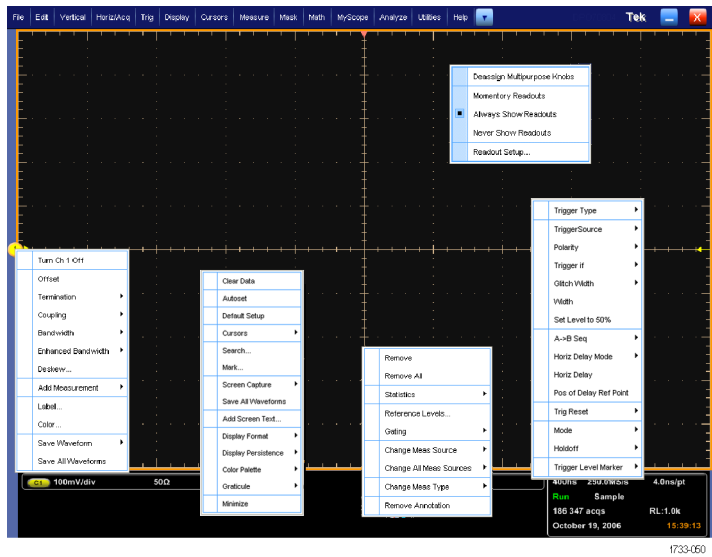 File Edit Vertical Horiz/Acq Trig Display Cursors Measure Mask Math MyScope Analyze Utilities Help Tek
Deassign Multipurpose Knobs
Momentory Readouts
Always Show Readouts
Never Show Readouts
Readout Setup...
Trigger Type
TriggerSource
Polarity
Trigger if
Glitch Width
Width
Set Level to 50%
A->B Seq
Horiz Delay Mode
Horiz Delay
Pos of Delay Ref Point
Trig Reset
Mode
Holdoff
Trigger Level Marker
Turn Ch 1 Off
Offset
Termination
Coupling
Bandwidth
Enhanced Bandwidth
Deskew...
Add Measurement
Label...
Color...
Save Waveform
Save All Waveforms
Clear Data
Autoset
Default Setup
Cursors
Search...
Mark...
Screen Capture
Save All Waveforms
Add Screen Text...
Display Format
Display Persistence
Color Palette
Graticule
Minimize
Remove
Remove All
Statistics
Reference Levels...
Gating
Change Meas Source
Change All Meas Sources
Change Meas Type
Remove Annotation
C1 100mV/div 50Ω
400ns 250.0MS/s 4.0ns/pt
Run Sample
186 347 acqs RL:1.0k
October 19, 2006 15:39:13
1733-050